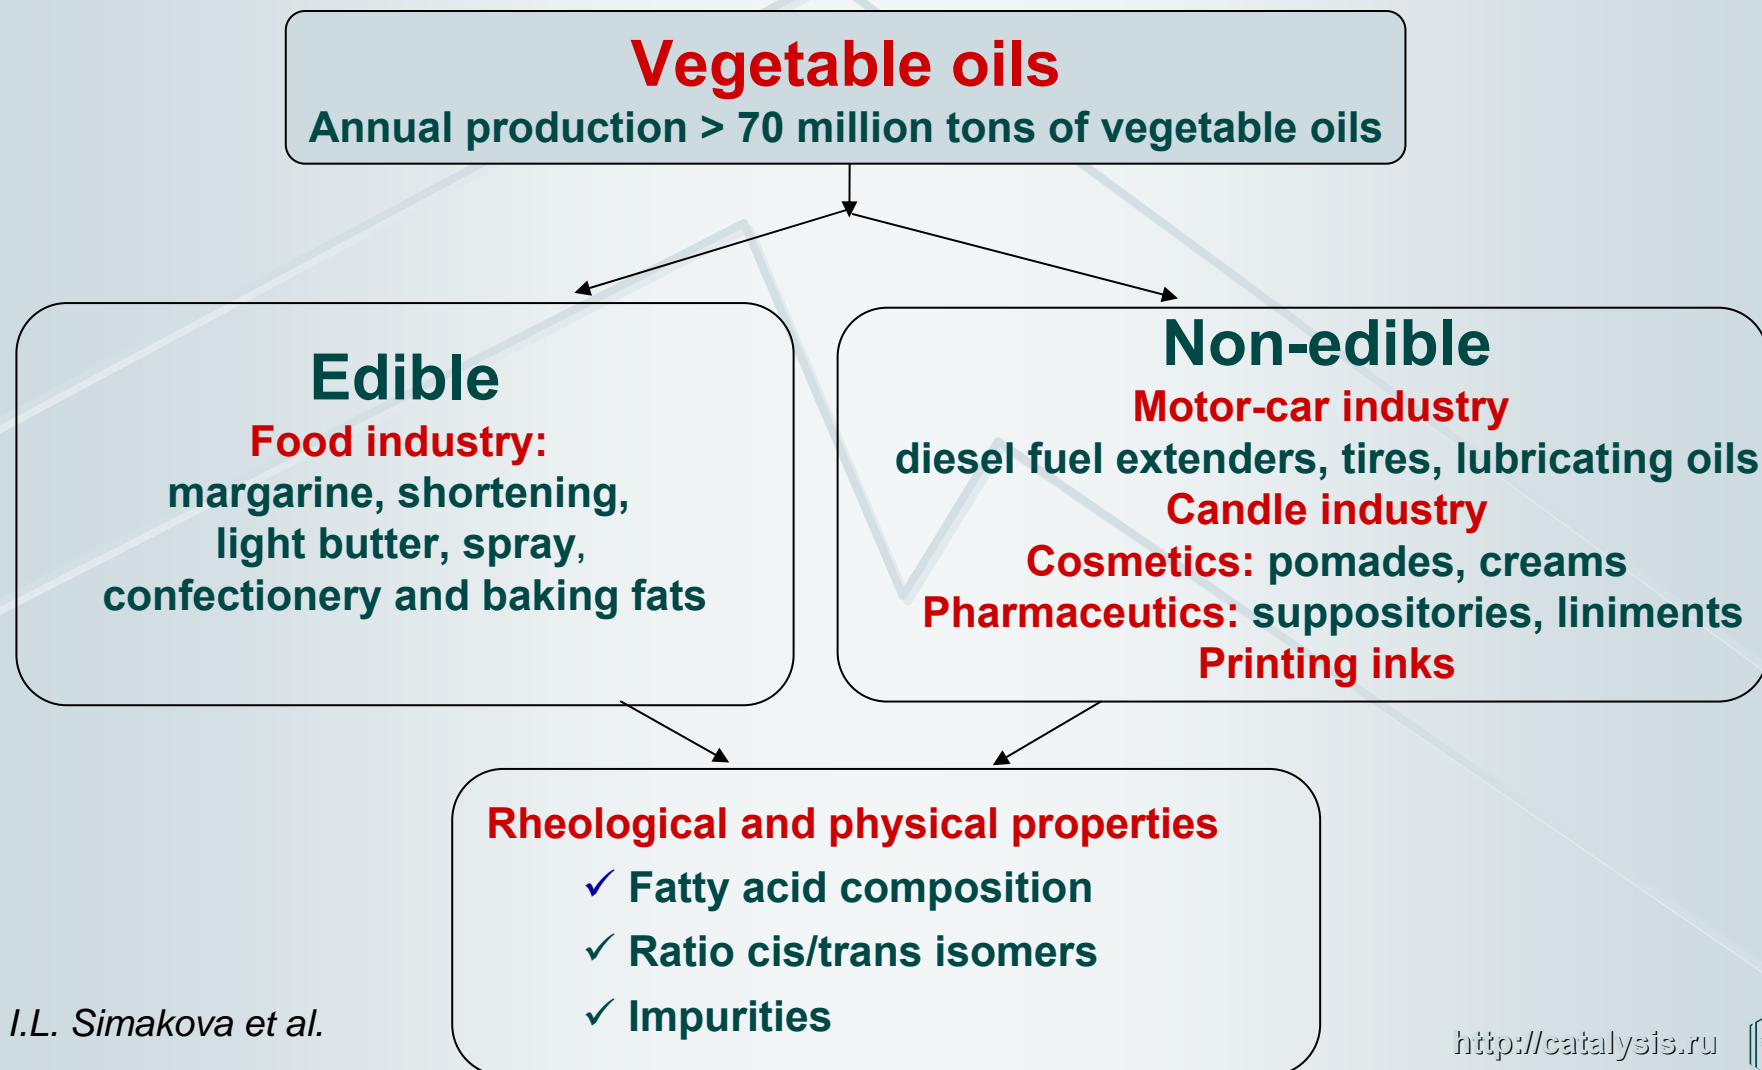 Vegetable oils
Annual production > 70 million tons of vegetable oils
Edible
Food industry:
margarine, shortening,
light butter, spray,
confectionery and baking fats
Non-edible
Motor-car industry
diesel fuel extenders, tires, lubricating oils
Candle industry
Cosmetics: pomades, creams
Pharmaceutics: suppositories, liniments
Printing inks
Rheological and physical properties
✓ Fatty acid composition
✓ Ratio cis/trans isomers
✓ Impurities
I.L. Simakova et al.
http://catalysis.ru